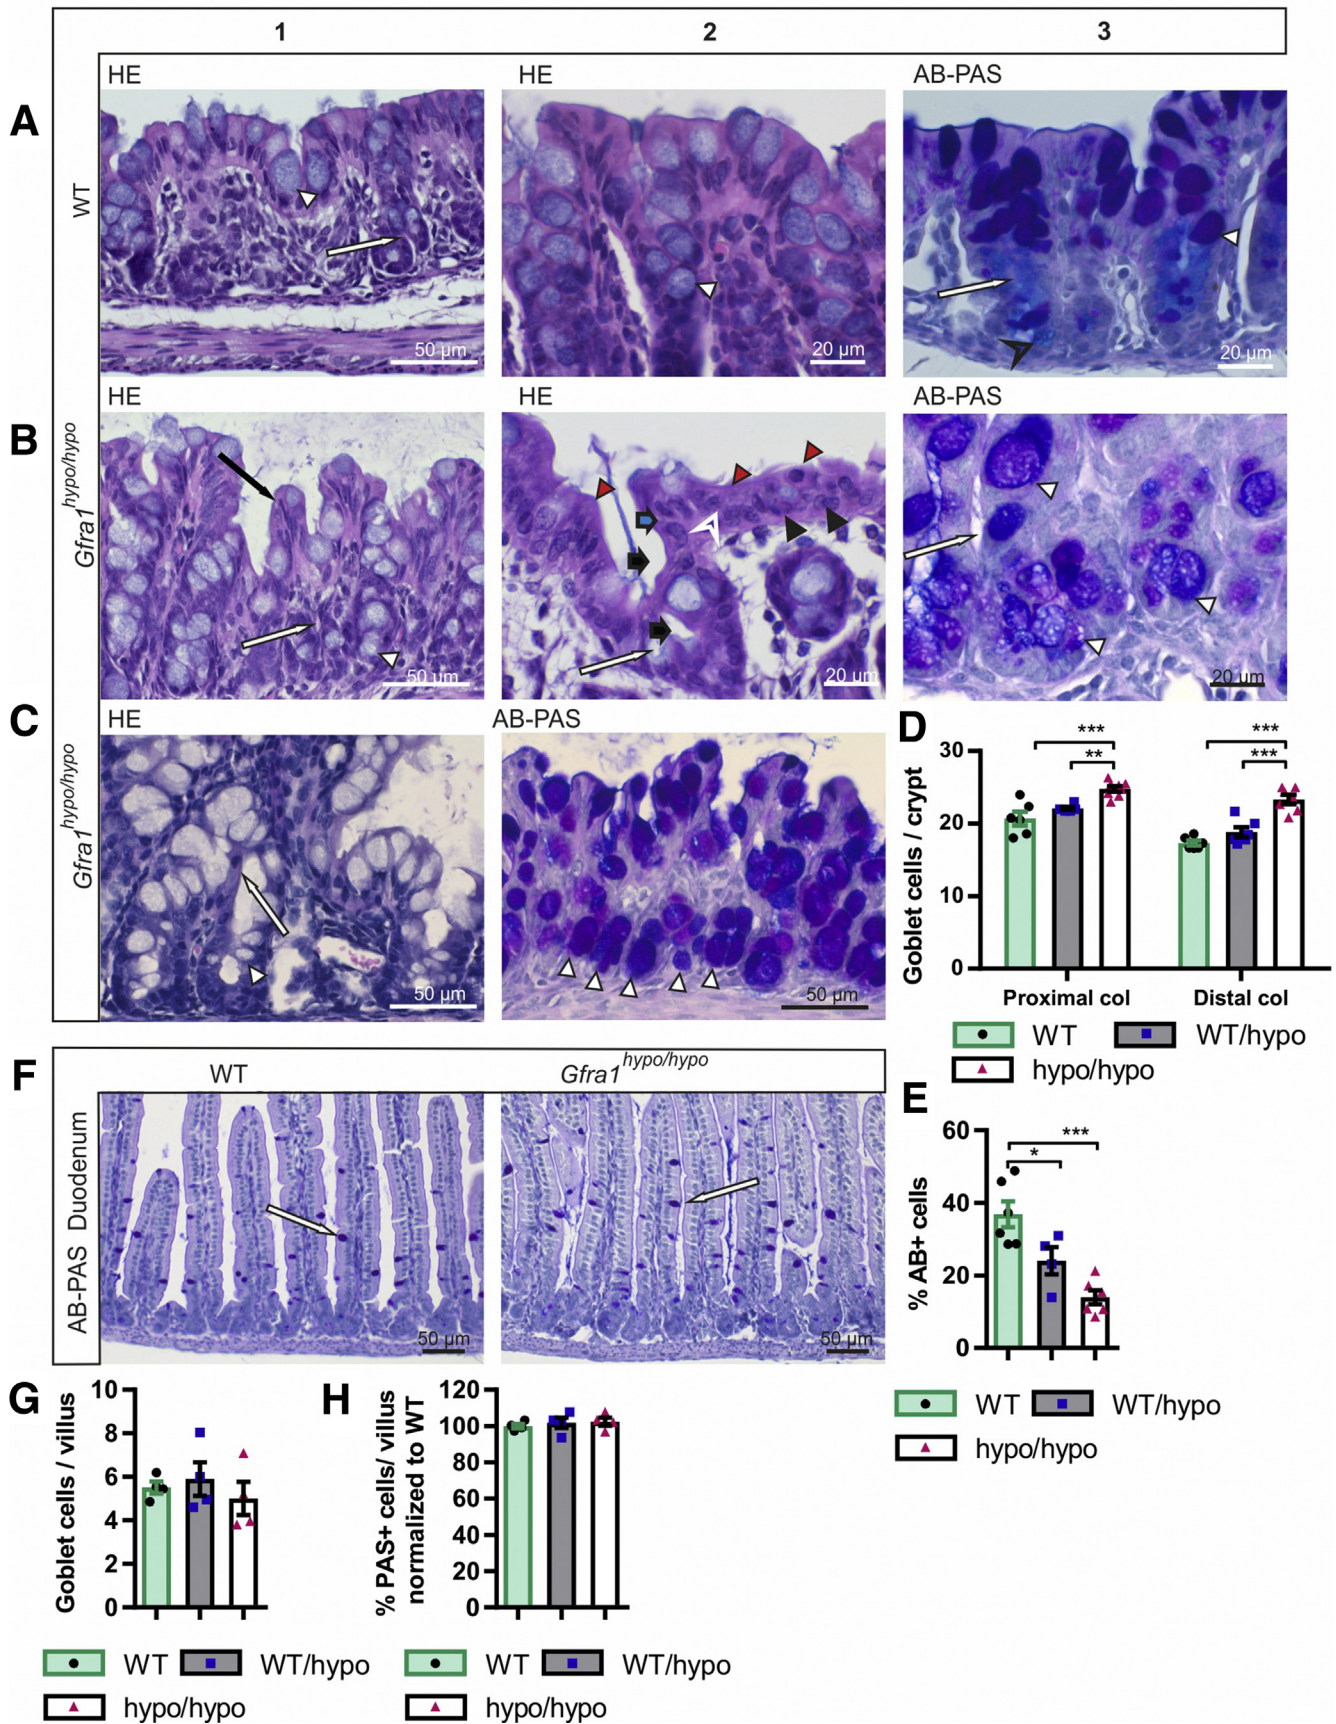 1 2 3
HE HE AB-PAS
A
WT
50 µm 20 µm 20 µm
HE HE AB-PAS
B
Gfra1hypo/hypo
50 µm 20 µm 20 µm
C
HE AB-PAS
Gfra1hypo/hypo
50 µm 50 µm
D
Goblet cells / crypt
30
20
10
0
*** ***
** ***
Proximal col Distal col
WT WT/hypo
hypo/hypo
F
WT Gfra1hypo/hypo
AB-PAS Duodenum
50 µm 50 µm
E
% AB+ cells
60
40
20
0
***
*
WT WT/hypo
hypo/hypo
G
Goblet cells / villus
10
8
6
4
2
0
WT WT/hypo
hypo/hypo
H
% PAS+ cells/ villus
normalized to WT
120
100
80
60
40
20
0
WT WT/hypo
hypo/hypo